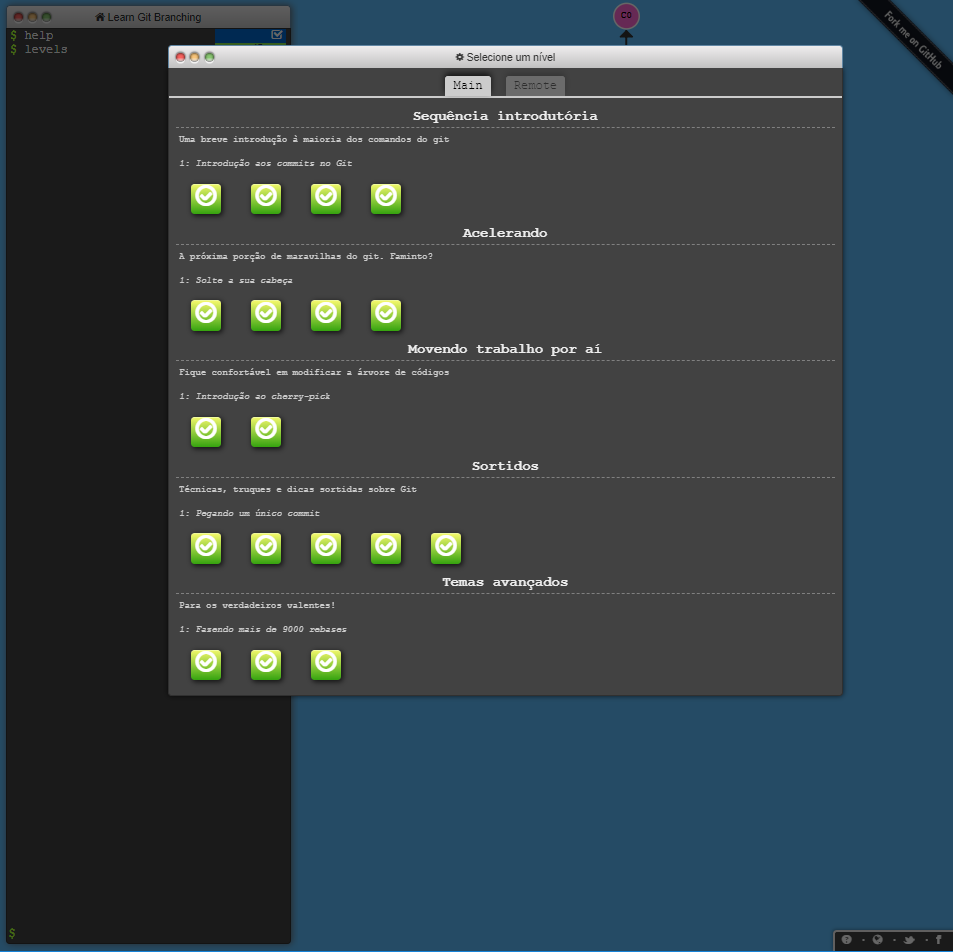 Learn Git Branching
$ help
$ levels
C0
Fork me on GitHub
Selecione um nível
Main
Remote
Sequência introdutória
Uma breve introdução à maioria dos comandos do git
1: Introdução aos commits no Git
Acelerando
A próxima porção de maravilhas do git. Faminto?
1: Solte a sua cabeça
Movendo trabalho por aí
Fique confortável em modificar a árvore de códigos
1: Introdução ao cherry-pick
Sortidos
Técnicas, truques e dicas sortidas sobre Git
1: Pegando um único commit
Temas avançados
Para os verdadeiros valentes!
1: Fazendo mais de 9000 rebases
$